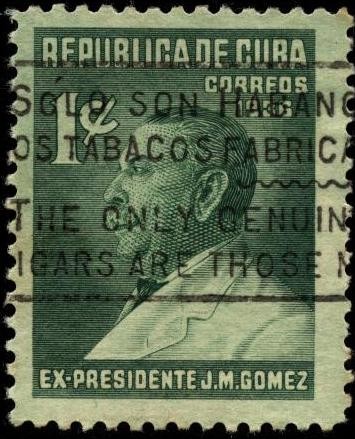 REPUBLICA DE CUBA
CORREOS
1936
1¢
SÓLO SON HABANO
OS TABACOS FABRICA
THE ONLY GENUIN
IGARS ARE THOSE M
EX-PRESIDENTE J.M.GOMEZ